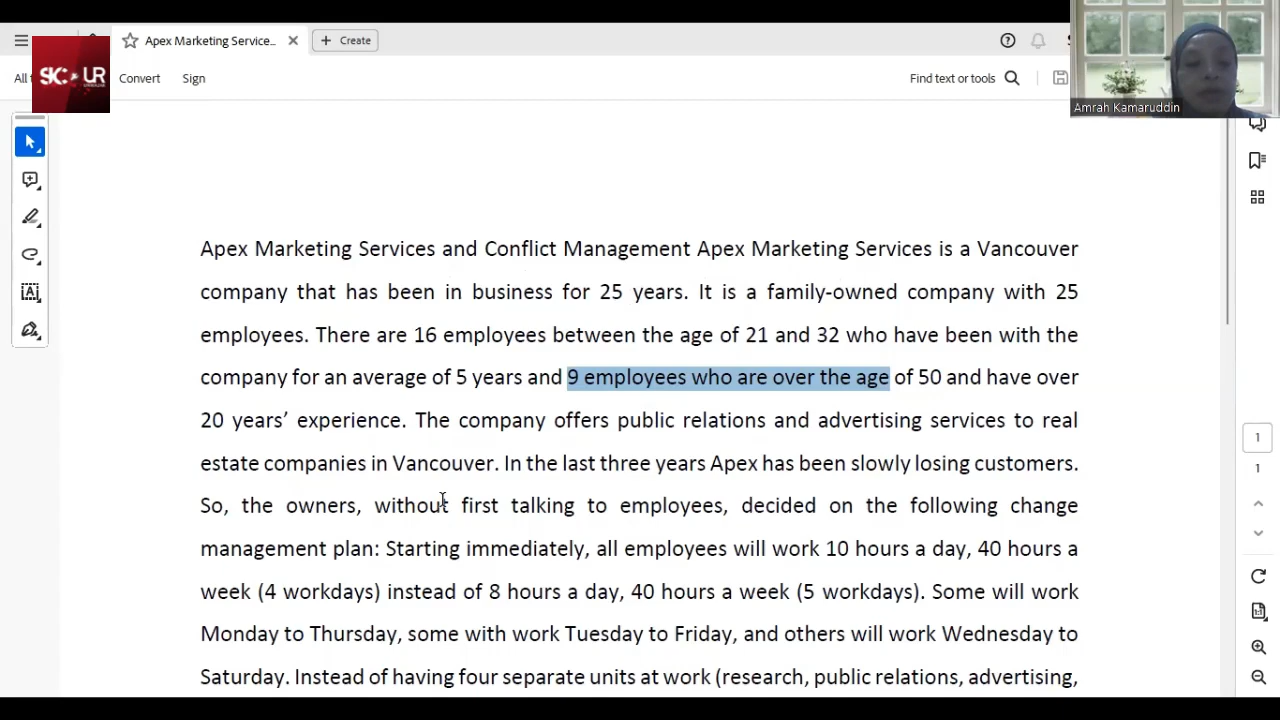 Apex Marketing Service...
Create
Convert
Sign
Find text or tools
Amrah Kamaruddin
Apex Marketing Services and Conflict Management Apex Marketing Services is a Vancouver
company that has been in business for 25 years. It is a family-owned company with 25
employees. There are 16 employees between the age of 21 and 32 who have been with the
company for an average of 5 years and 9 employees who are over the age of 50 and have over
20 years’ experience. The company offers public relations and advertising services to real
estate companies in Vancouver. In the last three years Apex has been slowly losing customers.
So, the owners, without first talking to employees, decided on the following change
management plan: Starting immediately, all employees will work 10 hours a day, 40 hours a
week (4 workdays) instead of 8 hours a day, 40 hours a week (5 workdays). Some will work
Monday to Thursday, some with work Tuesday to Friday, and others will work Wednesday to
Saturday. Instead of having four separate units at work (research, public relations, advertising,
1
1